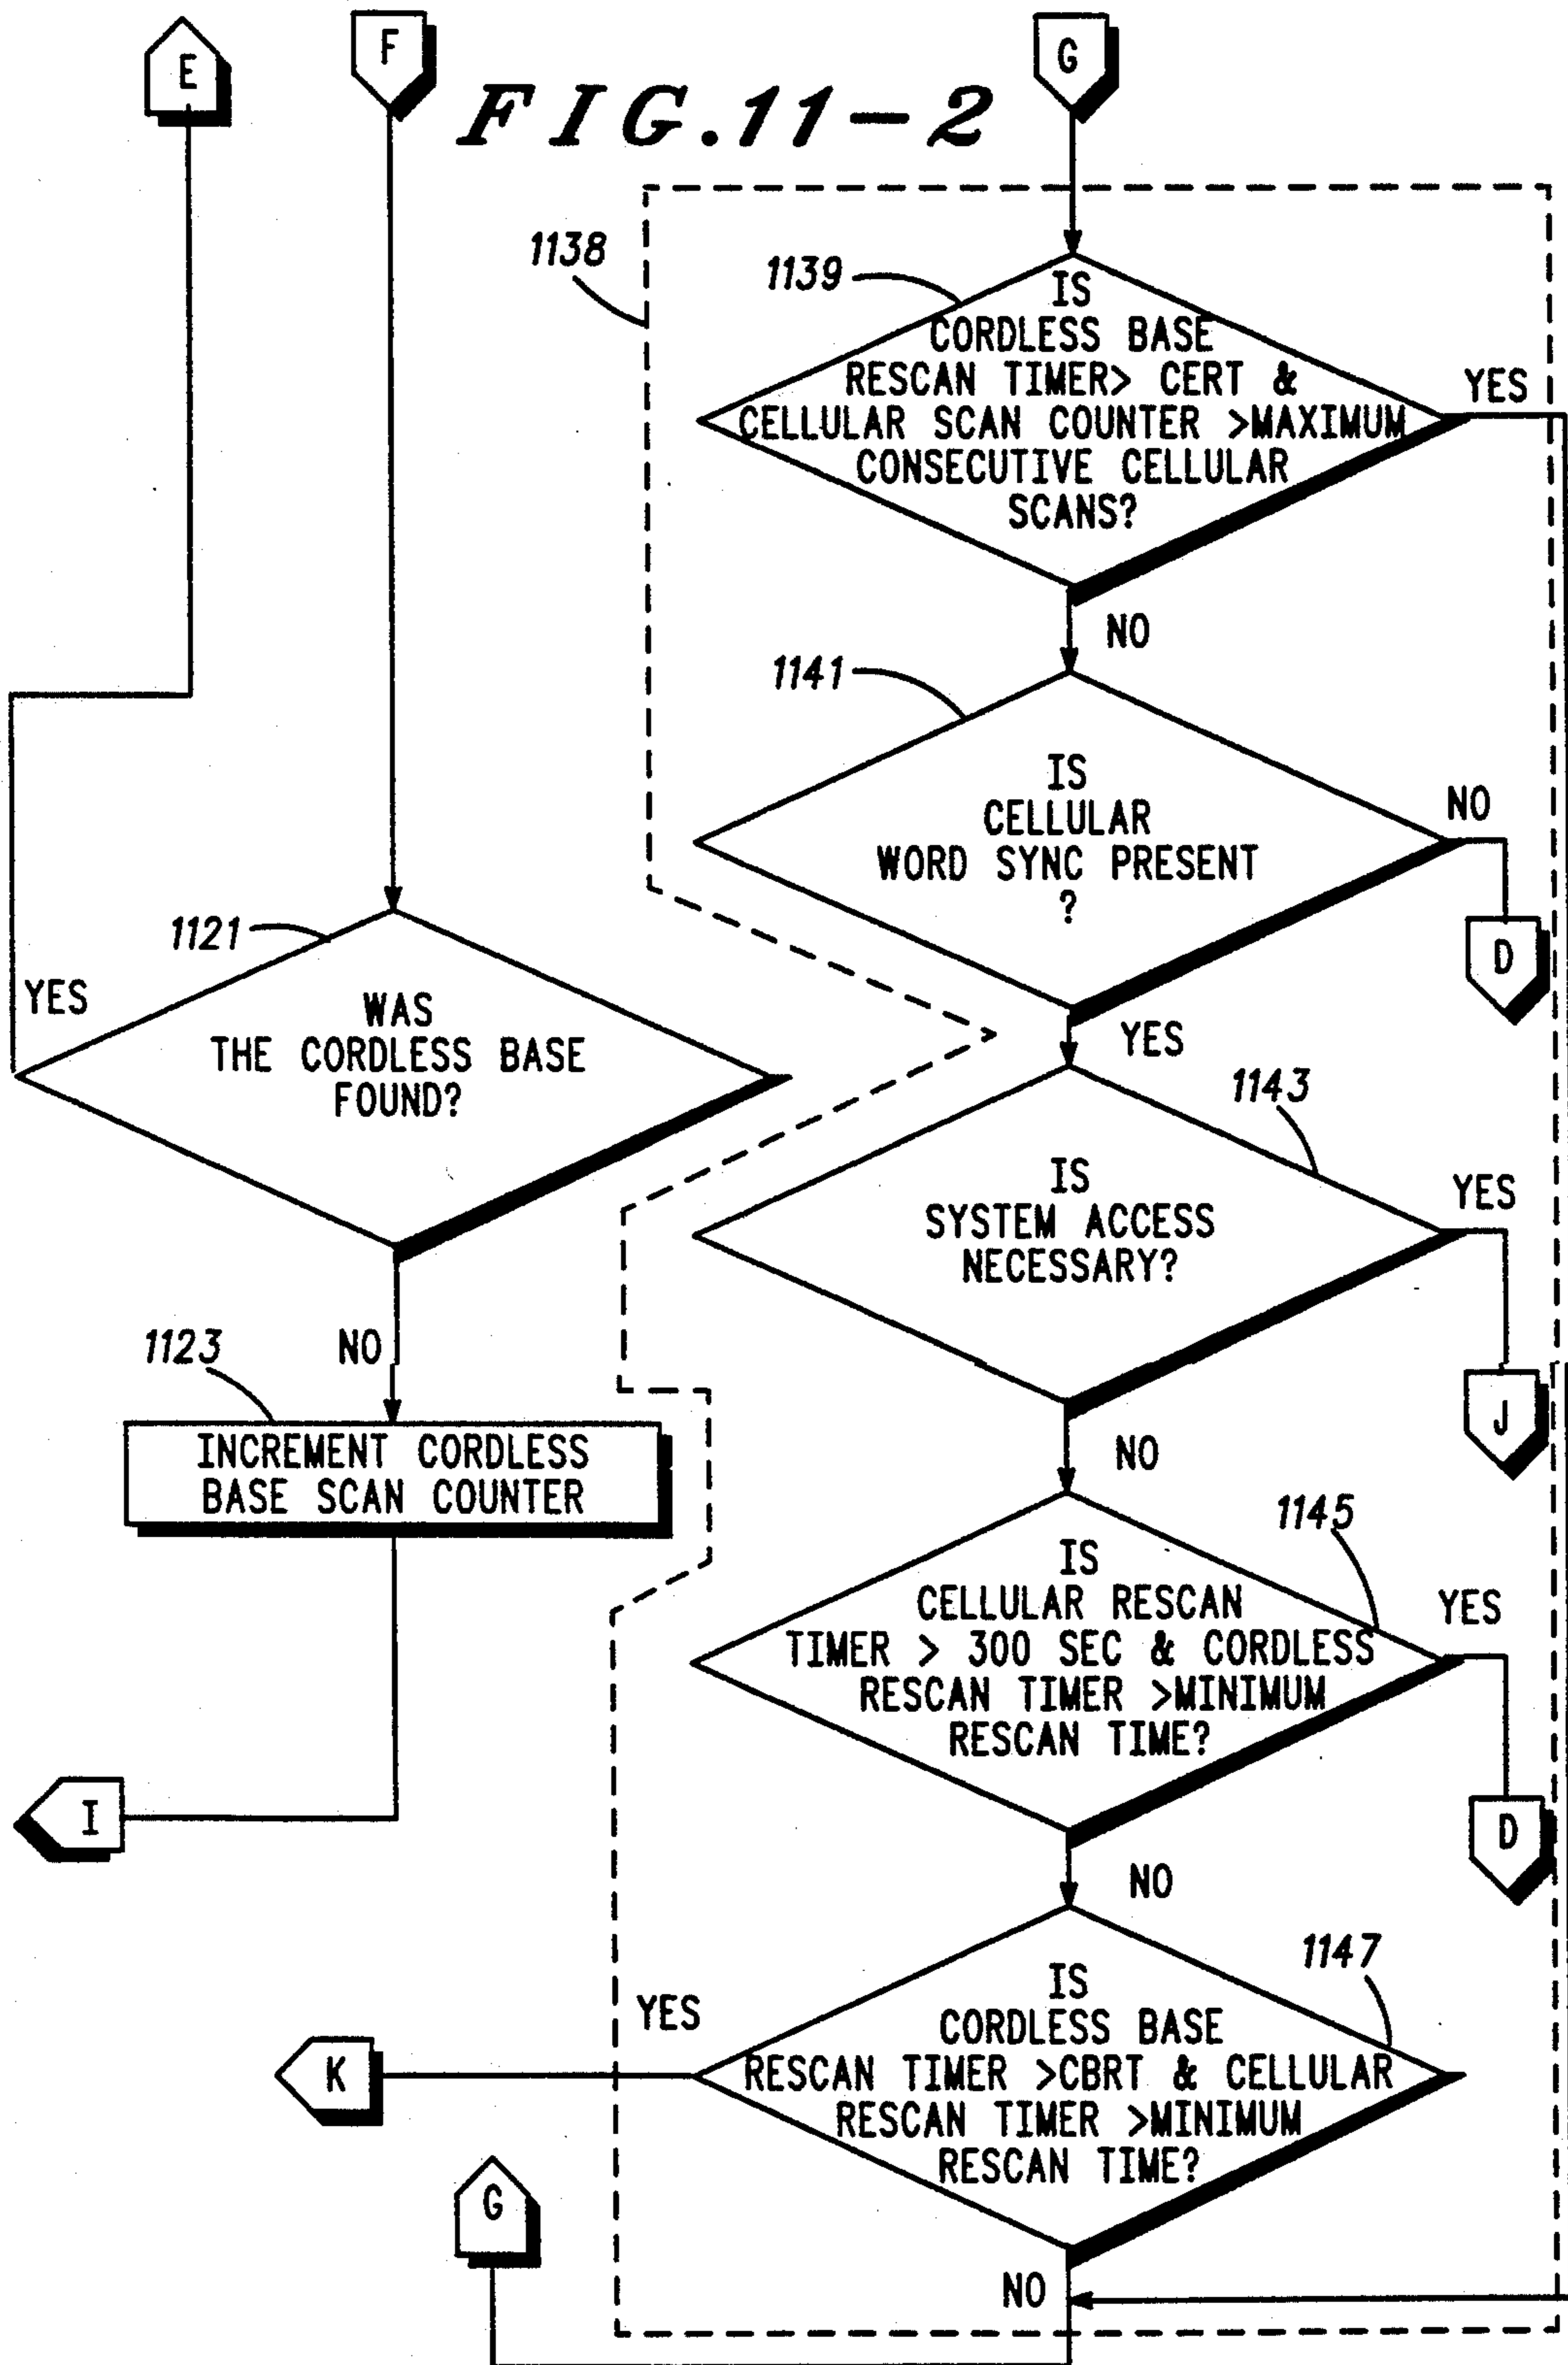 E
F
G
FIG.11-2
1138
1139
IS
CORDLESS BASE
RESCAN TIMER> CERT &
CELLULAR SCAN COUNTER >MAXIMUM
CONSECUTIVE CELLULAR
SCANS?
YES
NO
1141
IS
CELLULAR
WORD SYNC PRESENT
?
NO
D
YES
1121
YES
WAS
THE CORDLESS BASE
FOUND?
NO
1123
INCREMENT CORDLESS
BASE SCAN COUNTER
I
1143
IS
SYSTEM ACCESS
NECESSARY?
YES
J
NO
1145
IS
CELLULAR RESCAN
TIMER > 300 SEC & CORDLESS
RESCAN TIMER >MINIMUM
RESCAN TIME?
YES
D
NO
1147
IS
CORDLESS BASE
RESCAN TIMER >CBRT & CELLULAR
RESCAN TIMER >MINIMUM
RESCAN TIME?
YES
K
G
NO